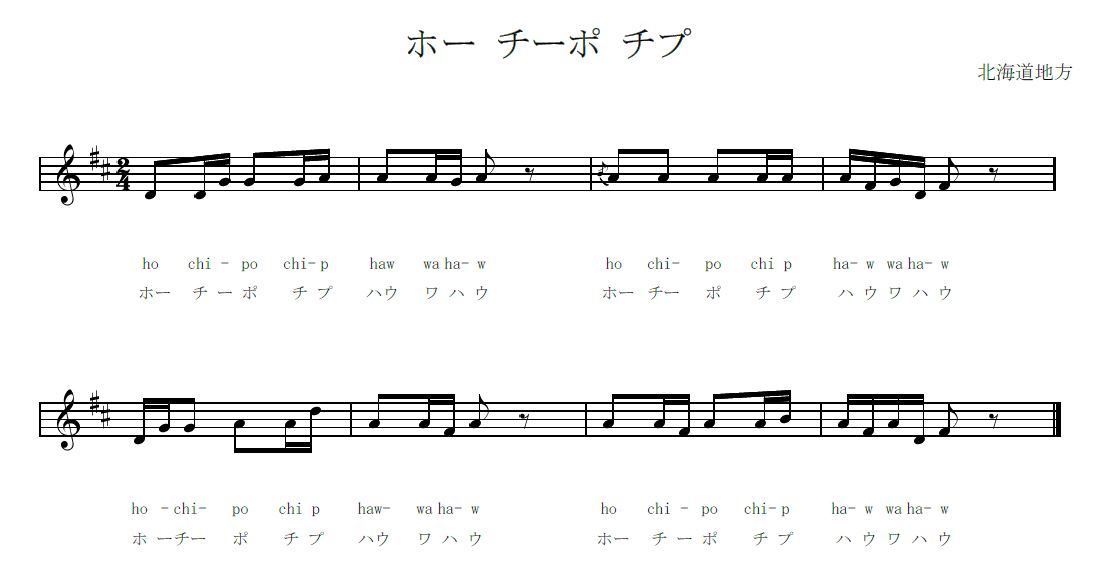 ホー チーポ チプ
北海道地方
2
4
ho chi - po chi- p haw wa ha- w ho chi- po chi p ha- w wa ha- w
ホー チ ー ポ チ プ ハウ ワ ハ ウ ホー チー ポ チ プ ハ ウ ワ ハ ウ
ho - chi- po chi p haw- wa ha- w ho chi - po chi- p ha- w wa ha- w
ホ ーチー ポ チ プ ハウ ワ ハ ウ ホー チ ー ポ チ プ ハ ウ ワ ハ ウ